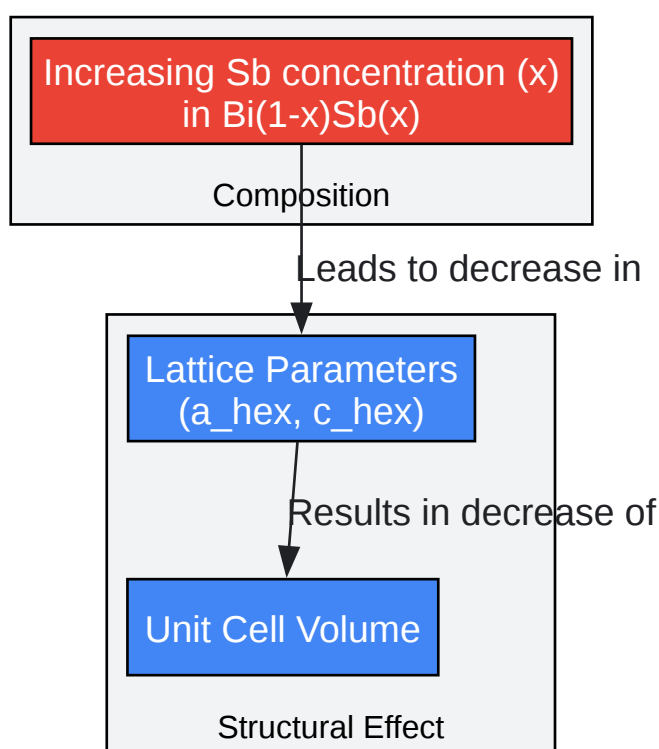 Increasing Sb concentration (x)
in Bi(1-x)Sb(x)
Composition
Leads to decrease in
Lattice Parameters
(a_hex, c_hex)
Results in decrease of
Unit Cell Volume
Structural Effect